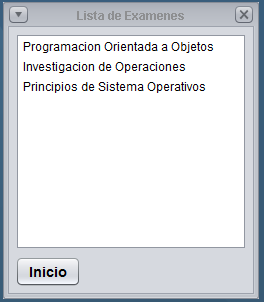 Lista de Examenes
Programacion Orientada a Objetos
Investigacion de Operaciones
Principios de Sistema Operativos
Inicio